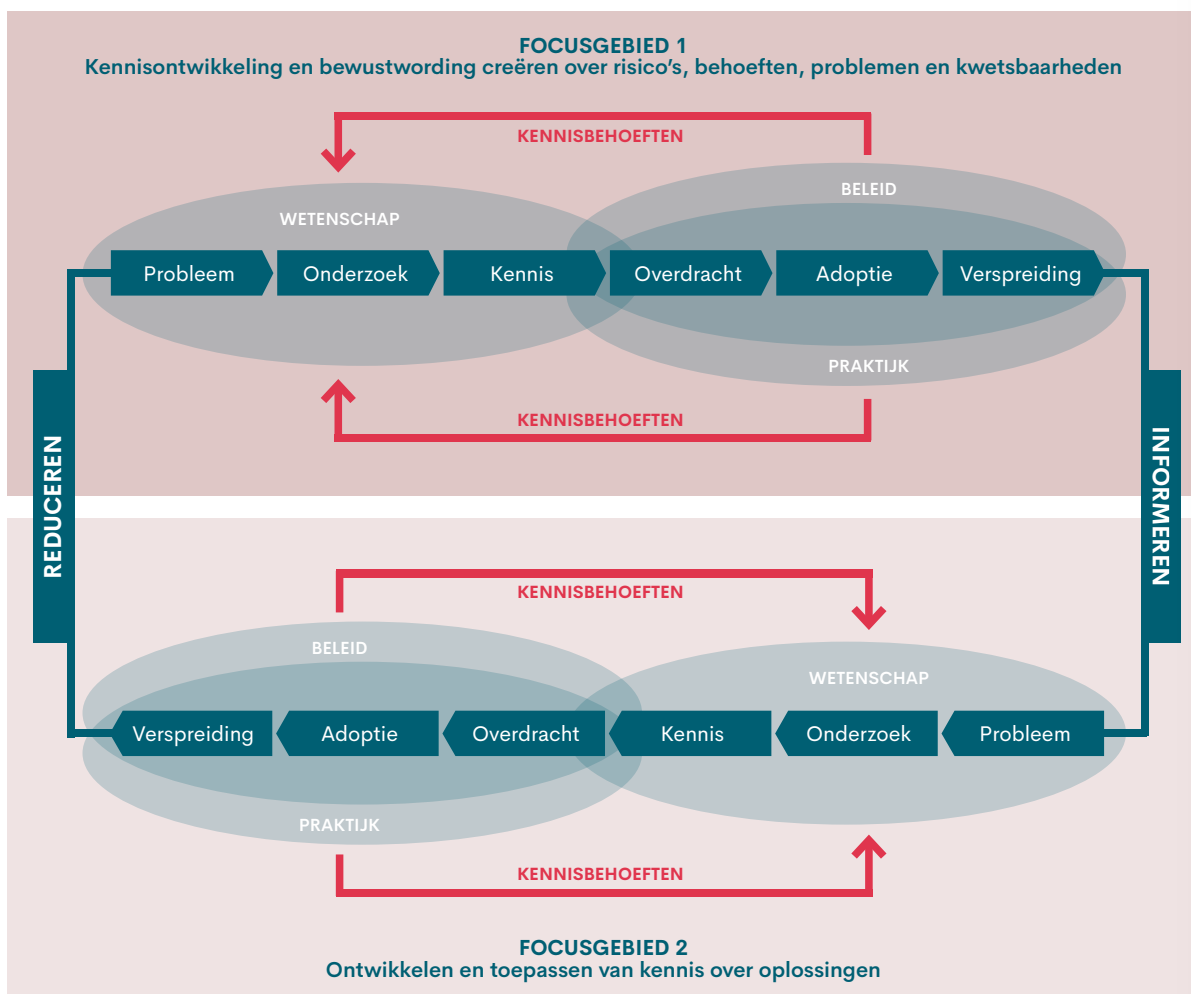 FOCUSGEBIED 1
Kennisontwikkeling en bewustwording creëren over risico's, behoeften, problemen en kwetsbaarheden
KENNISBEHOEFTEN
BELEID
WETENSCHAP
Probleem
Onderzoek
Kennis
Overdracht
Adoptie
Verspreiding
PRAKTIJK
KENNISBEHOEFTEN
REDUCEREN
INFORMEREN
KENNISBEHOEFTEN
BELEID
WETENSCHAP
Verspreiding
Adoptie
Overdracht
Kennis
Onderzoek
Probleem
PRAKTIJK
KENNISBEHOEFTEN
FOCUSGEBIED 2
Ontwikkelen en toepassen van kennis over oplossingen